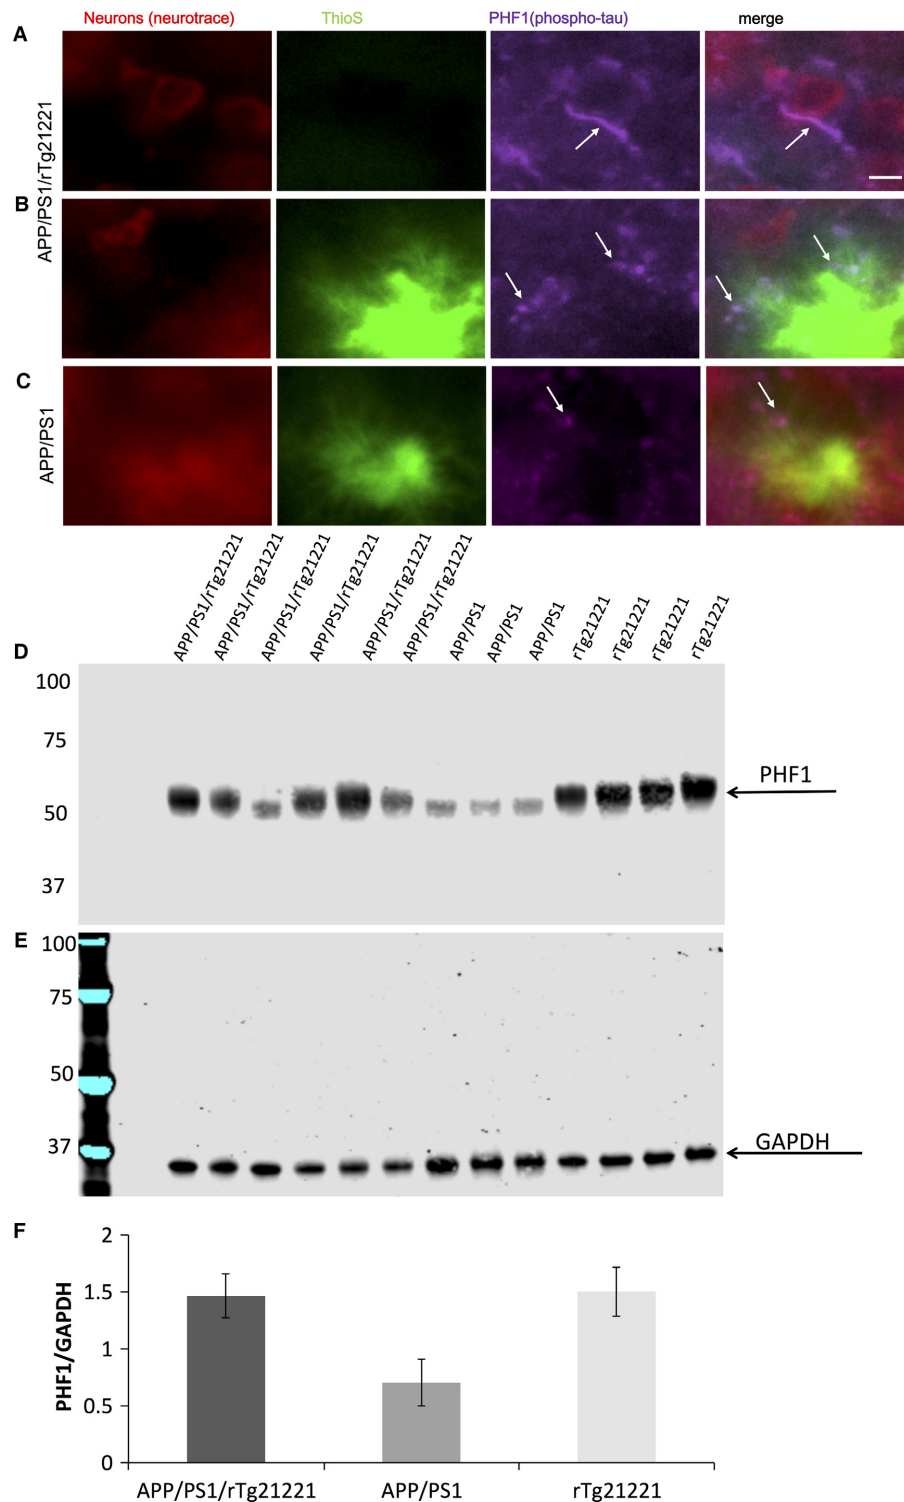 Neurons (neurotrace) ThioS PHF1(phospho-tau) merge
A
APP/PS1/rTg21221
B
C
APP/PS1
APP/PS1/rTg21221 APP/PS1/rTg21221 APP/PS1/rTg21221 APP/PS1/rTg21221 APP/PS1/rTg21221 APP/PS1/rTg21221 APP/PS1 APP/PS1 APP/PS1 rTg21221 rTg21221 rTg21221 rTg21221
D
100
75
PHF1
50
37
E
100
75
50
37
GAPDH
F
2
1.5
1
0.5
0
PHF1/GAPDH
APP/PS1/rTg21221 APP/PS1 rTg21221